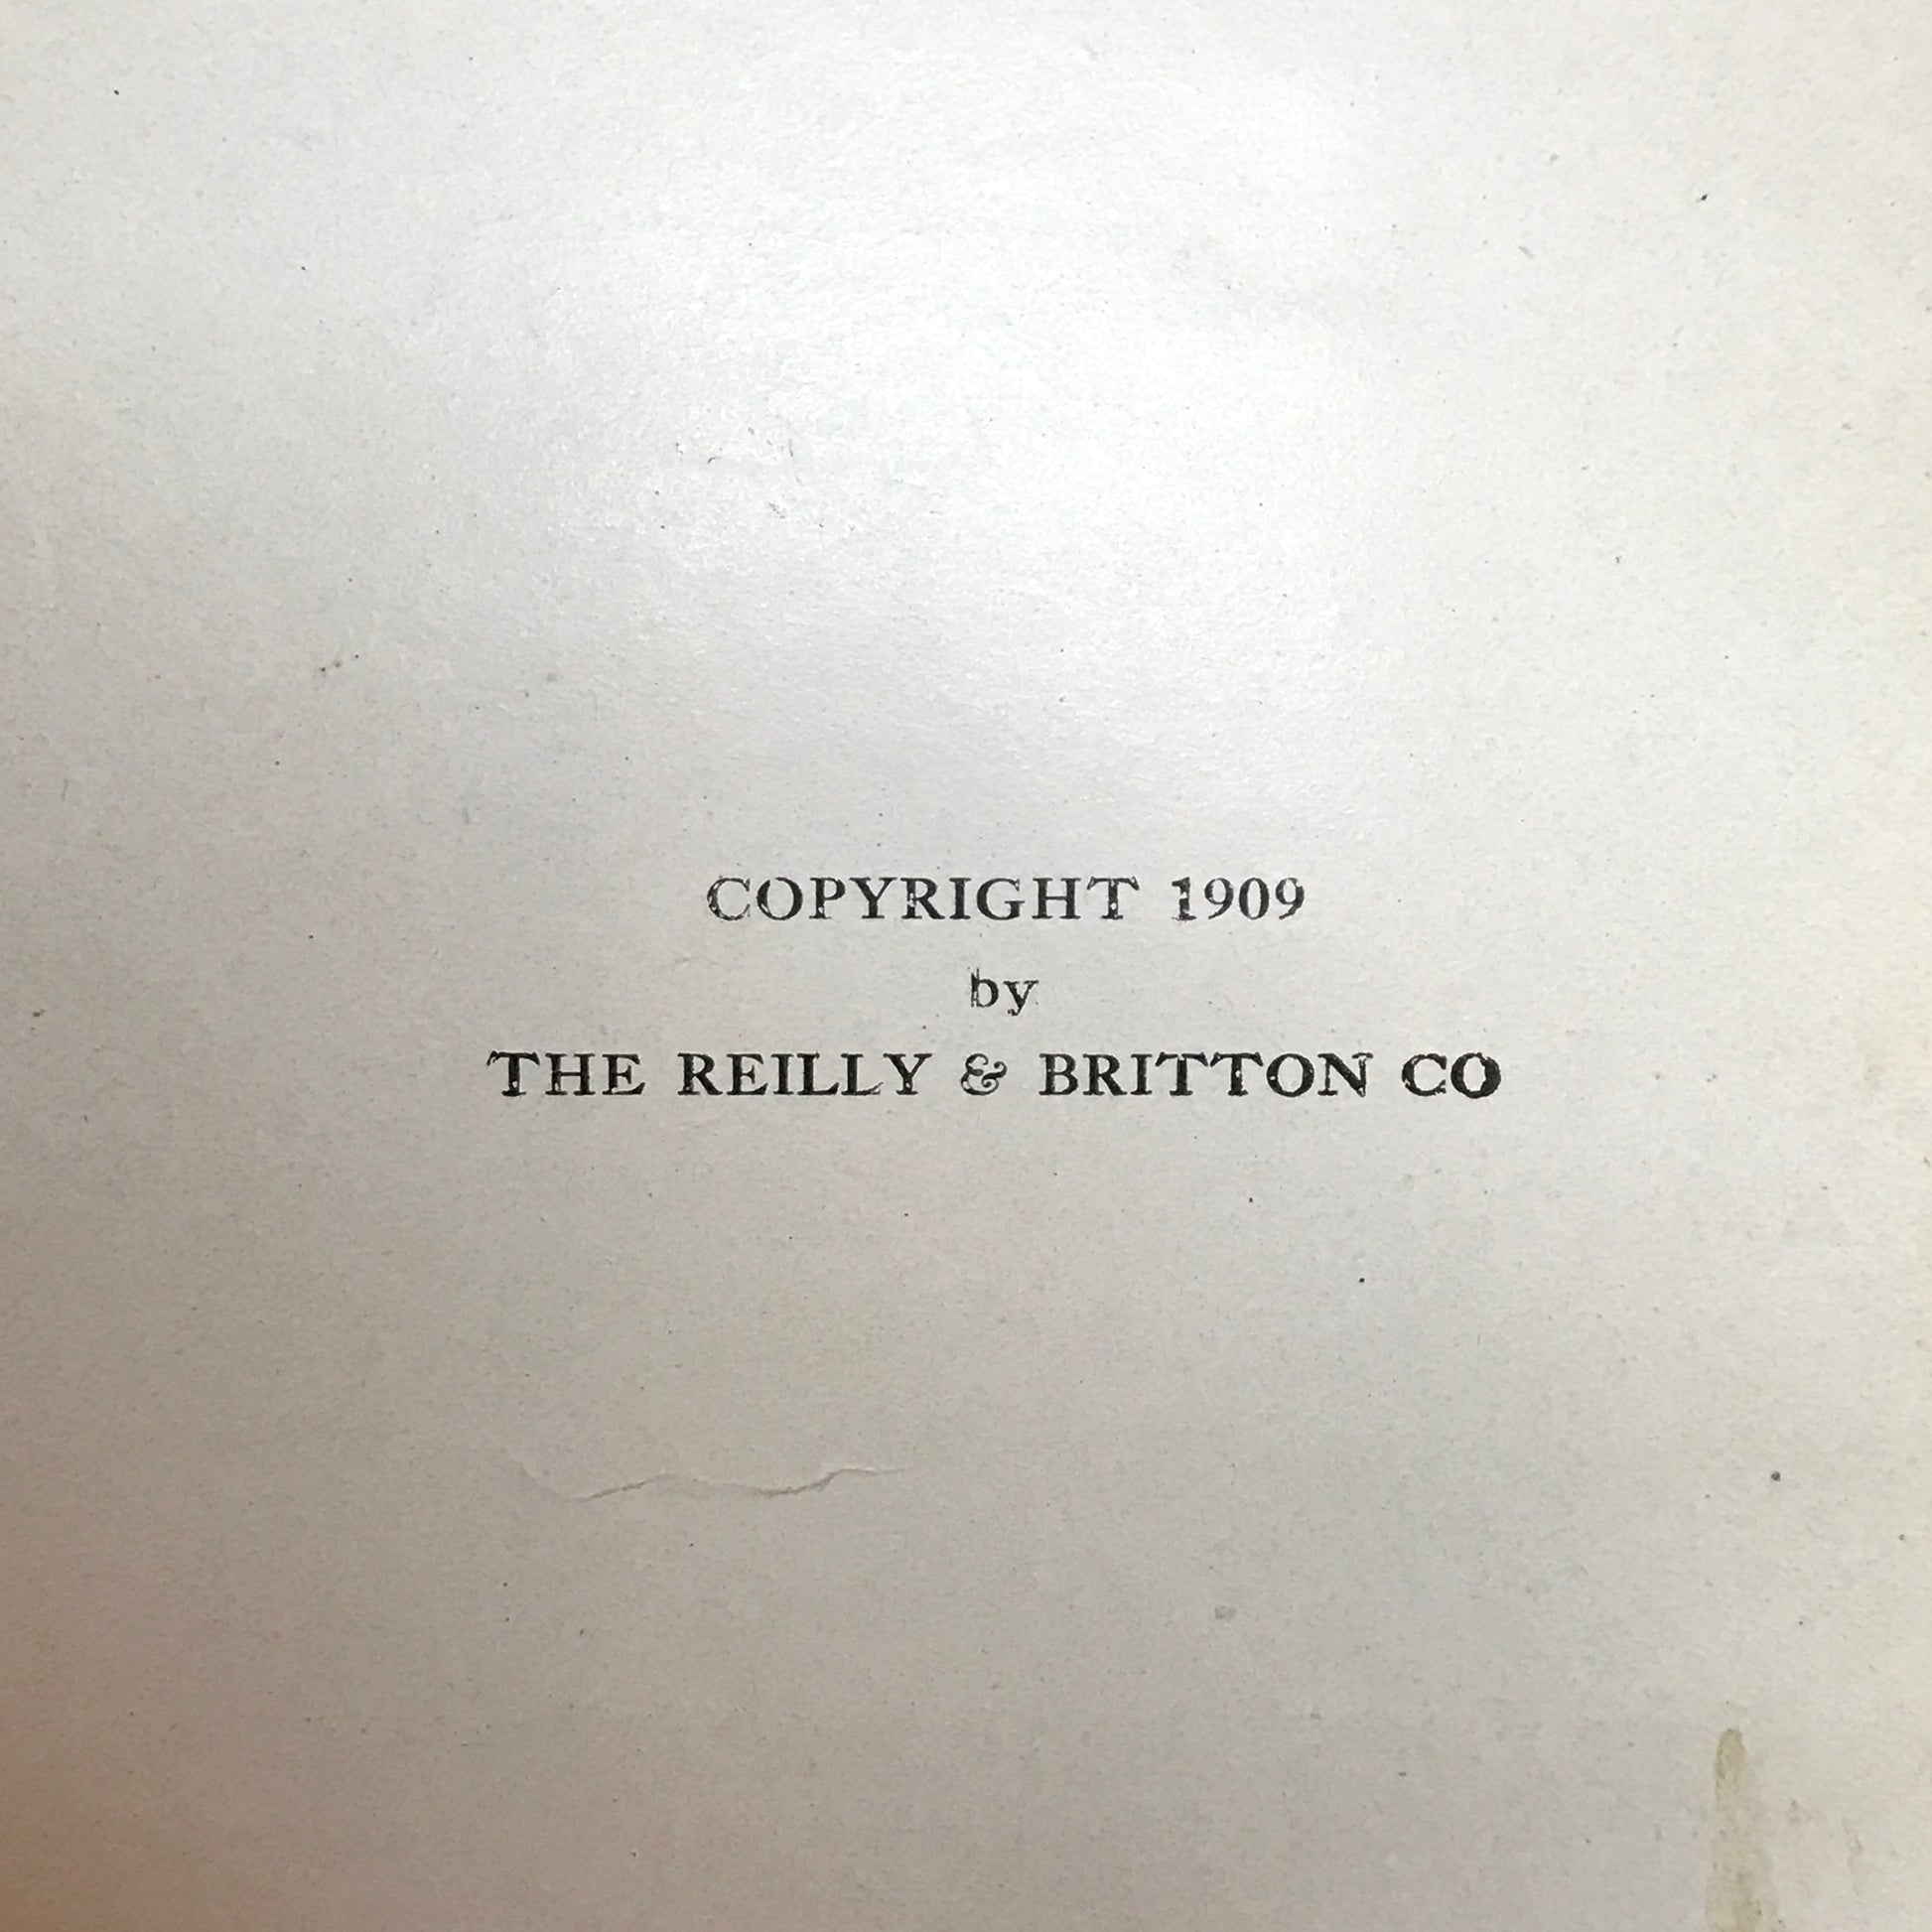 COPYRIGHT 1909
by
THE REILLY & BRITTON CO